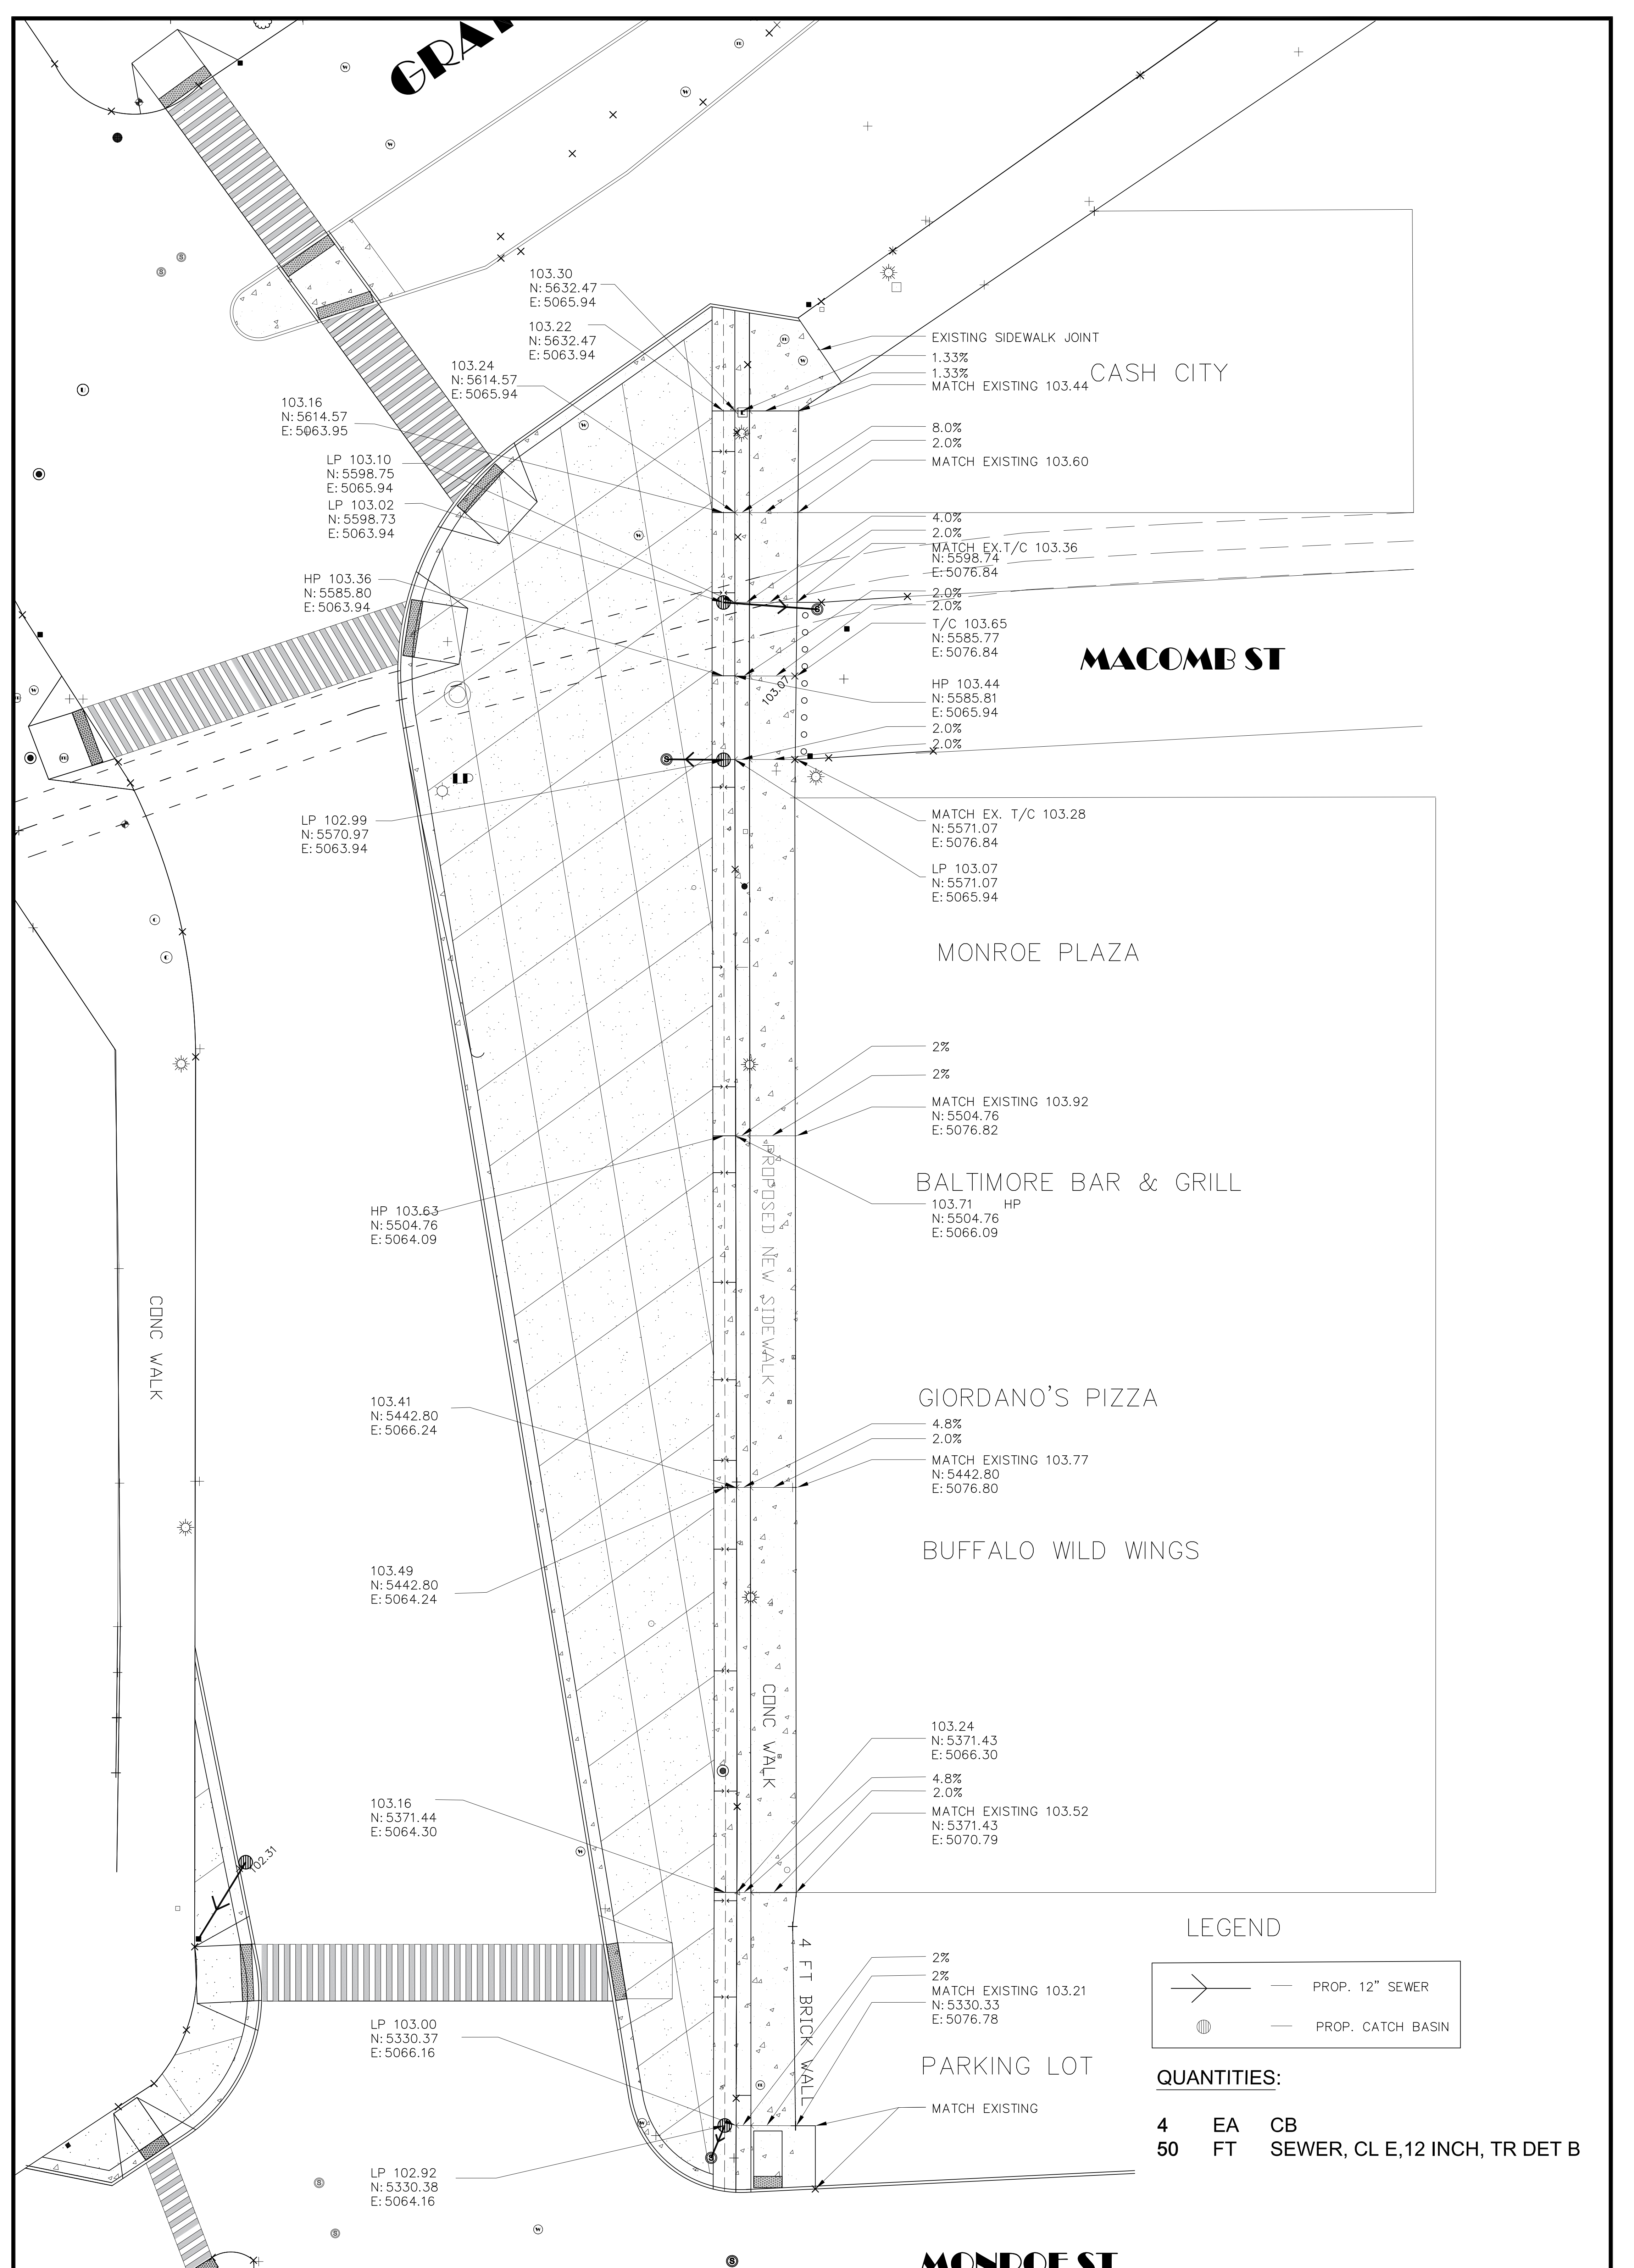 103.30
N: 5632.47
E: 5065.94
103.22
N: 5632.47
E: 5063.94
103.24
N: 5614.57
E: 5065.94
103.16
N: 5614.57
E: 5063.95
LP 103.10
N: 5598.75
E: 5065.94
LP 103.02
N: 5598.73
E: 5063.94
HP 103.36
N: 5585.80
E: 5063.94
EXISTING SIDEWALK JOINT
1.33%
1.33%
MATCH EXISTING 103.44
CASH CITY
8.0%
2.0%
MATCH EXISTING 103.60
4.0%
2.0%
MATCH EX.T/C 103.36
N: 5598.74
E: 5076.84
2.0%
2.0%
T/C 103.65
N: 5585.77
E: 5076.84
MACOMB ST
103.07
HP 103.44
N: 5585.81
E: 5065.94
2.0%
2.0%
LP
LP 102.99
N: 5570.97
E: 5063.94
MATCH EX. T/C 103.28
N: 5571.07
E: 5076.84
LP 103.07
N: 5571.07
E: 5065.94
MONROE PLAZA
2%
2%
MATCH EXISTING 103.92
N: 5504.76
E: 5076.82
PROPOSED NEW SIDEWALK
BALTIMORE BAR & GRILL
103.71 HP
N: 5504.76
E: 5066.09
HP 103.63
N: 5504.76
E: 5064.09
CONC WALK
103.41
N: 5442.80
E: 5066.24
GIORDANO'S PIZZA
4.8%
2.0%
MATCH EXISTING 103.77
N: 5442.80
E: 5076.80
BUFFALO WILD WINGS
103.49
N: 5442.80
E: 5064.24
CONC WALK
103.24
N: 5371.43
E: 5066.30
4.8%
2.0%
MATCH EXISTING 103.52
N: 5371.43
E: 5070.79
103.16
N: 5371.44
E: 5064.30
102.31
4 FT BRICK WALL
2%
2%
MATCH EXISTING 103.21
N: 5330.33
E: 5076.78
LP 103.00
N: 5330.37
E: 5066.16
PARKING LOT
MATCH EXISTING
LP 102.92
N: 5330.38
E: 5064.16
LEGEND
— PROP. 12" SEWER
— PROP. CATCH BASIN
QUANTITIES:
4 EA CB
50 FT SEWER, CL E,12 INCH, TR DET B
MONROE ST